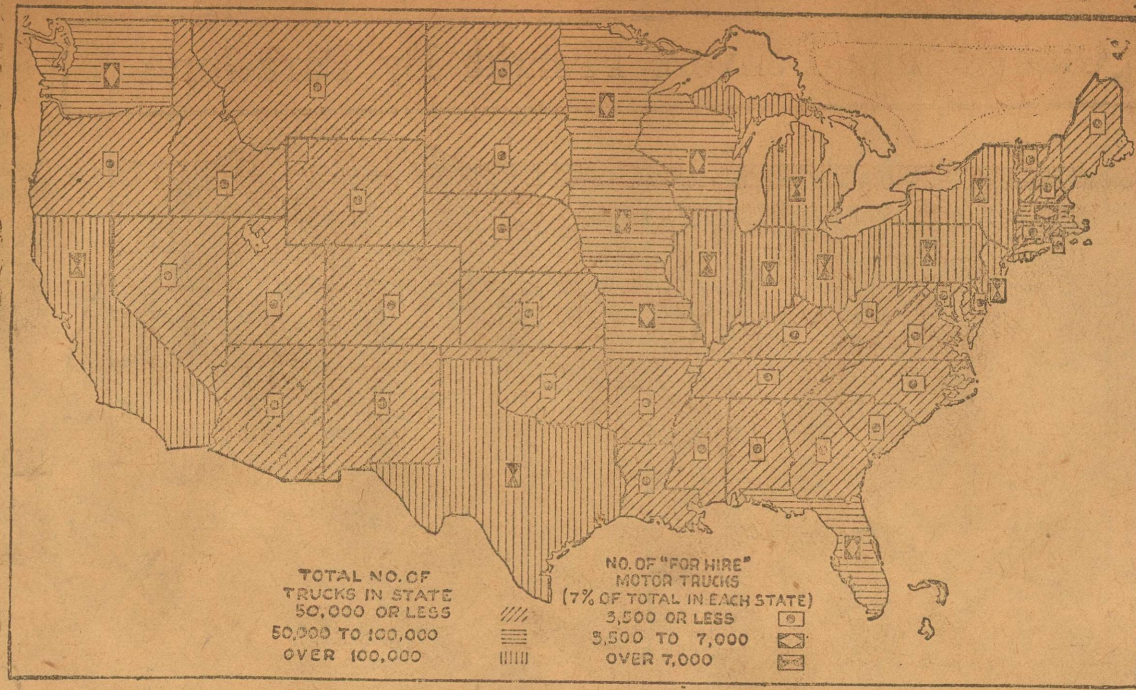 TOTAL NO. OF
TRUCKS IN STATE
50,000 OR LESS
50,000 TO 100,000
OVER 100,000
NO. OF "FOR HIRE"
MOTOR TRUCKS
(7% OF TOTAL IN EACH STATE)
3,500 OR LESS
3,500 TO 7,000
OVER 7,000